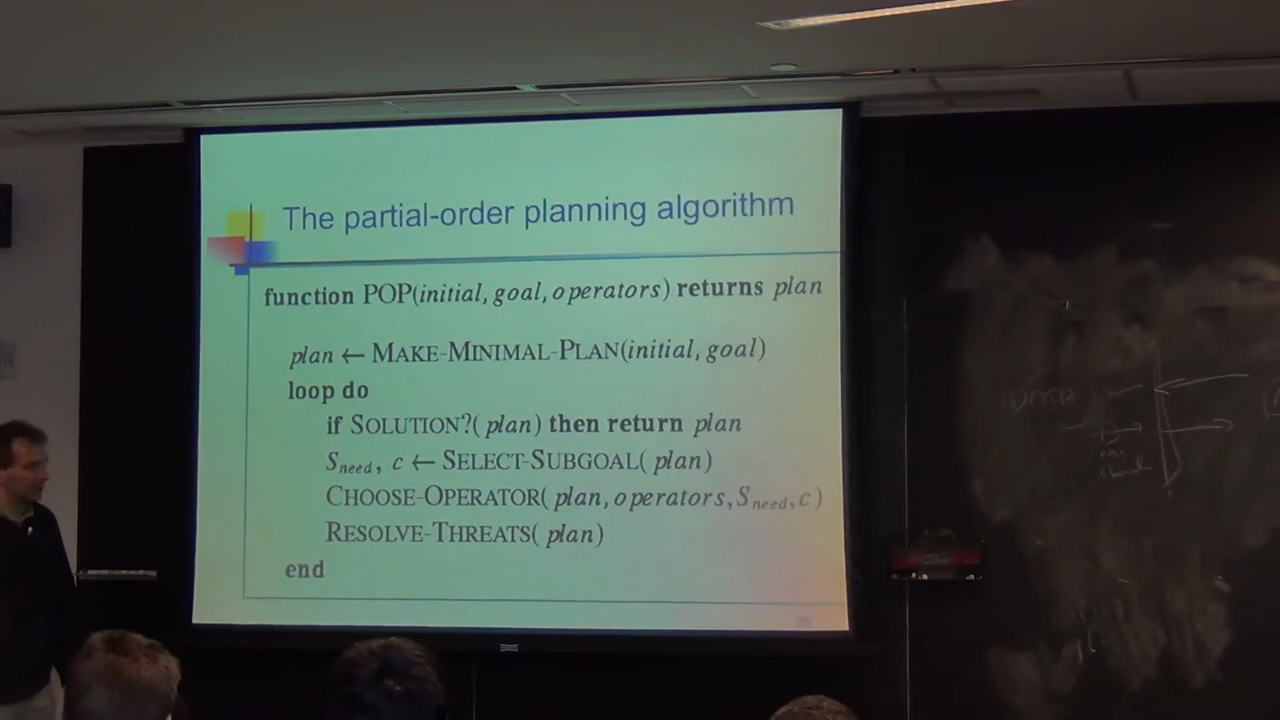 The partial-order planning algorithm
function POP(initial, goal, operators) returns plan
plan ← MAKE-MINIMAL-PLAN(initial, goal)
loop do
if SOLUTION?( plan) then return plan
Sneed, c ← SELECT-SUBGOAL( plan)
CHOOSE-OPERATOR( plan, operators, Sneed, c)
RESOLVE-THREATS( plan)
end